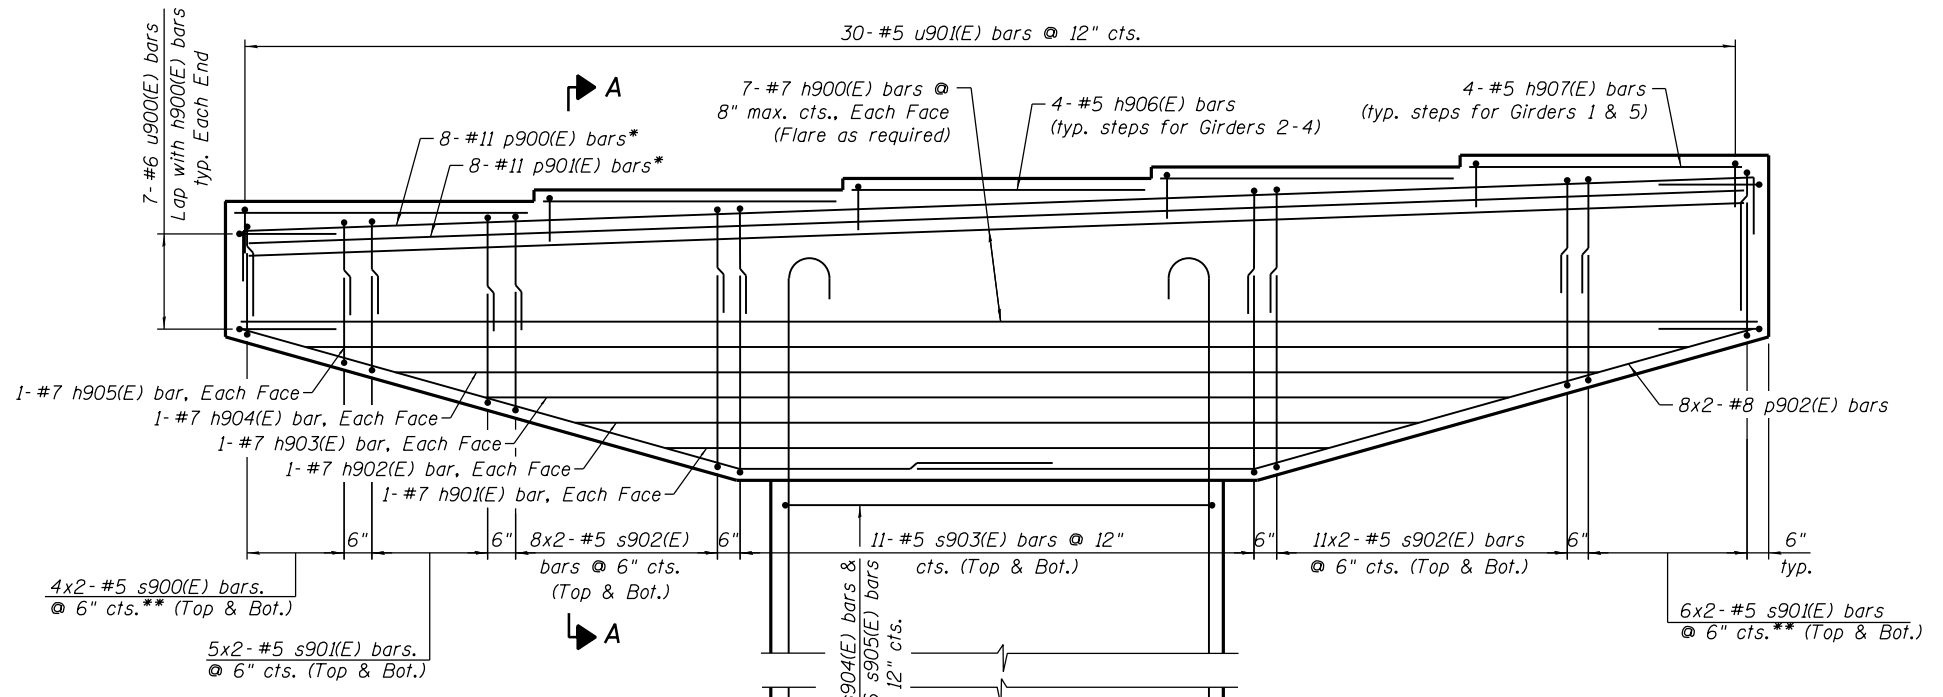 30-#5 u901(E) bars @ 12" cts.
7-#6 u900(E) bars
Lap with h900(E) bars
typ. Each End
A
7-#7 h900(E) bars @
8" max. cts., Each Face
(Flare as required)
4-#5 h906(E) bars
(typ. steps for Girders 2-4)
4-#5 h907(E) bars
(typ. steps for Girders 1 & 5)
8-#11 p900(E) bars*
8-#11 p901(E) bars*
1-#7 h905(E) bar, Each Face
1-#7 h904(E) bar, Each Face
1-#7 h903(E) bar, Each Face
1-#7 h902(E) bar, Each Face
1-#7 h901(E) bar, Each Face
8x2-#8 p902(E) bars
6"
6"
8x2-#5 s902(E)
bars @ 6" cts.
(Top & Bot.)
6"
11-#5 s903(E) bars @ 12"
cts. (Top & Bot.)
6"
11x2-#5 s902(E) bars
@ 6" cts. (Top & Bot.)
6"
6"
typ.
4x2-#5 s900(E) bars.
@ 6" cts.** (Top & Bot.)
5x2-#5 s901(E) bars.
@ 6" cts. (Top & Bot.)
A
s904(E) bars &
s905(E) bars
12" cts.
6x2-#5 s901(E) bars
@ 6" cts.** (Top & Bot.)